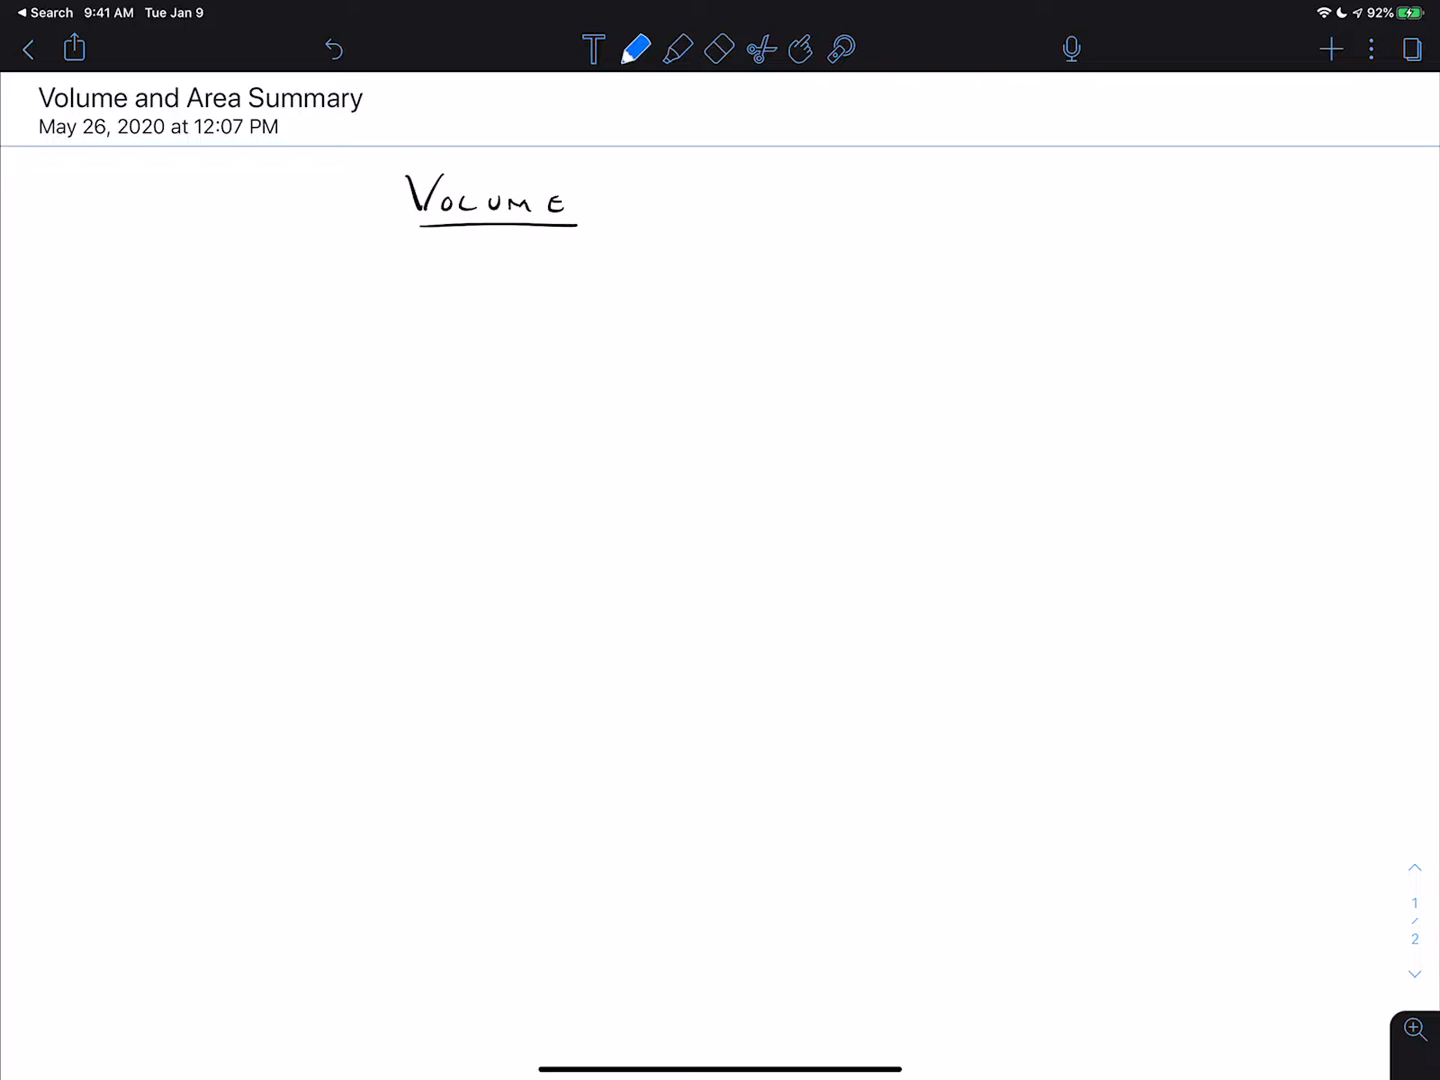 Search 9:41 AM Tue Jan 9 92%
Volume and Area Summary
May 26, 2020 at 12:07 PM
VOLUME
1
/
2